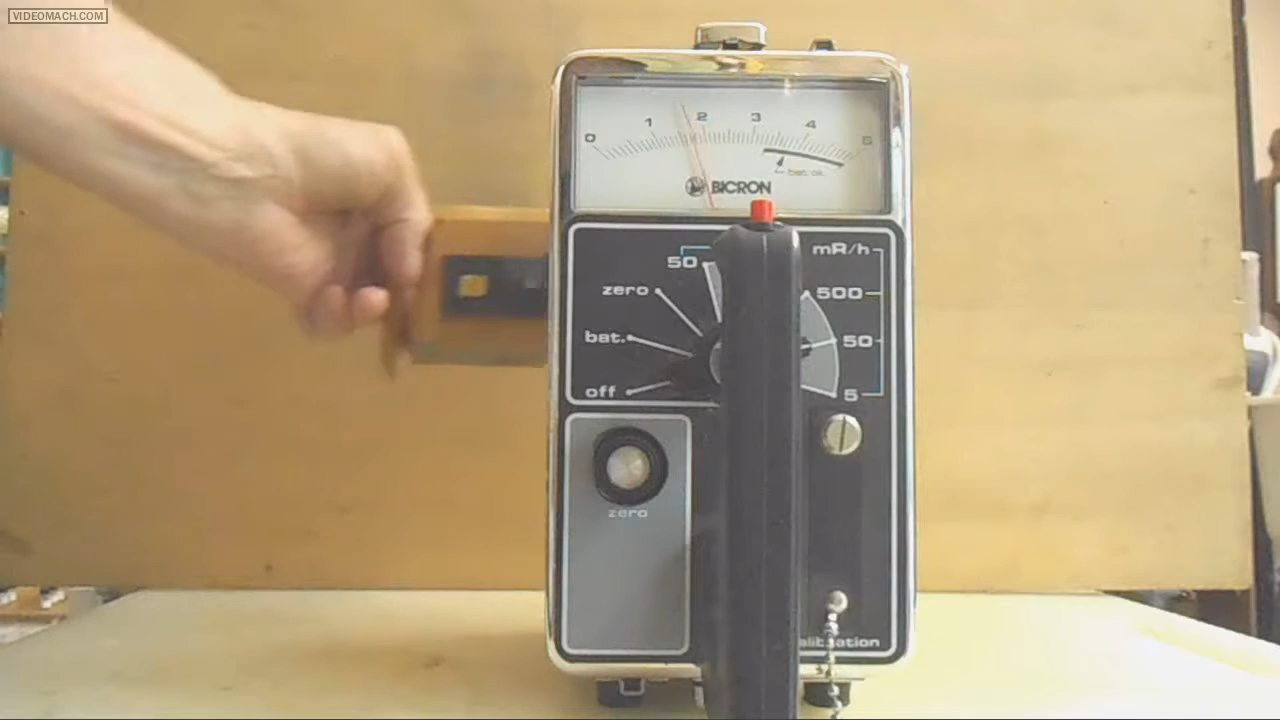 VIDEOMACH.COM
0 1 2 3 4 5
bat. ok.
BICRON
50 mR/h
zero 500
bat. 50
off 5
zero